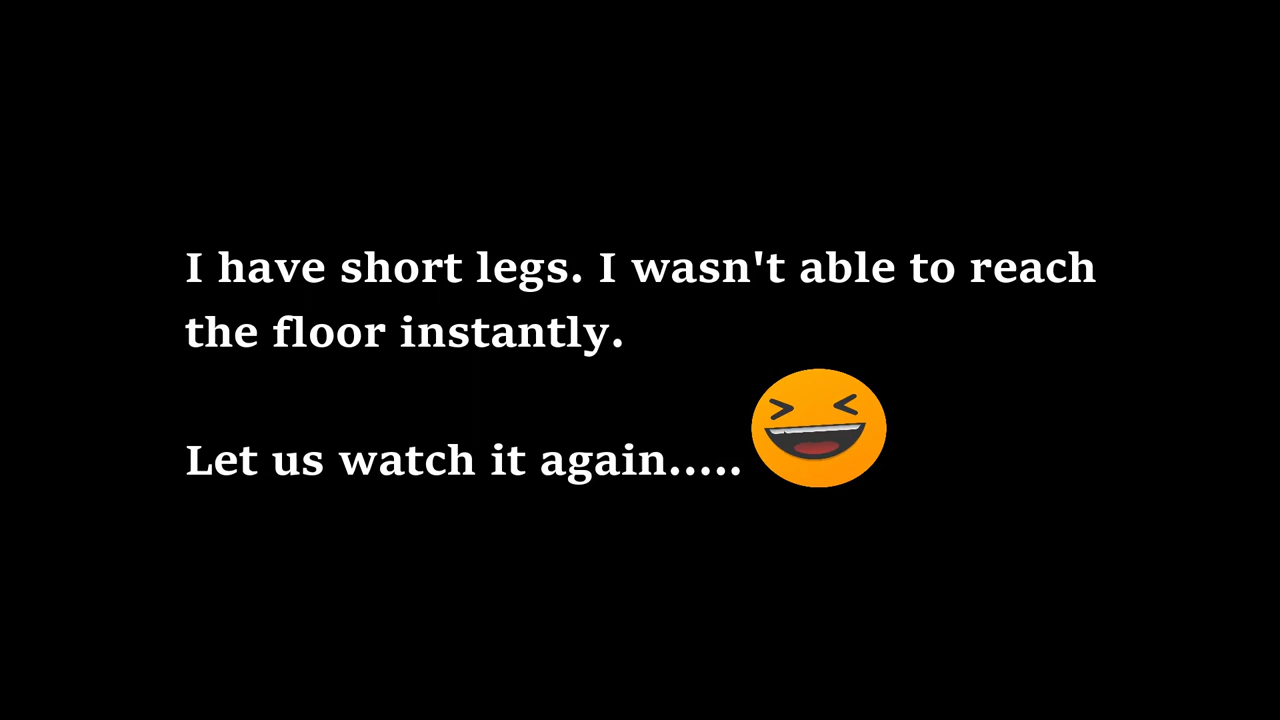 I have short legs. I wasn't able to reach
the floor instantly.
Let us watch it again.....